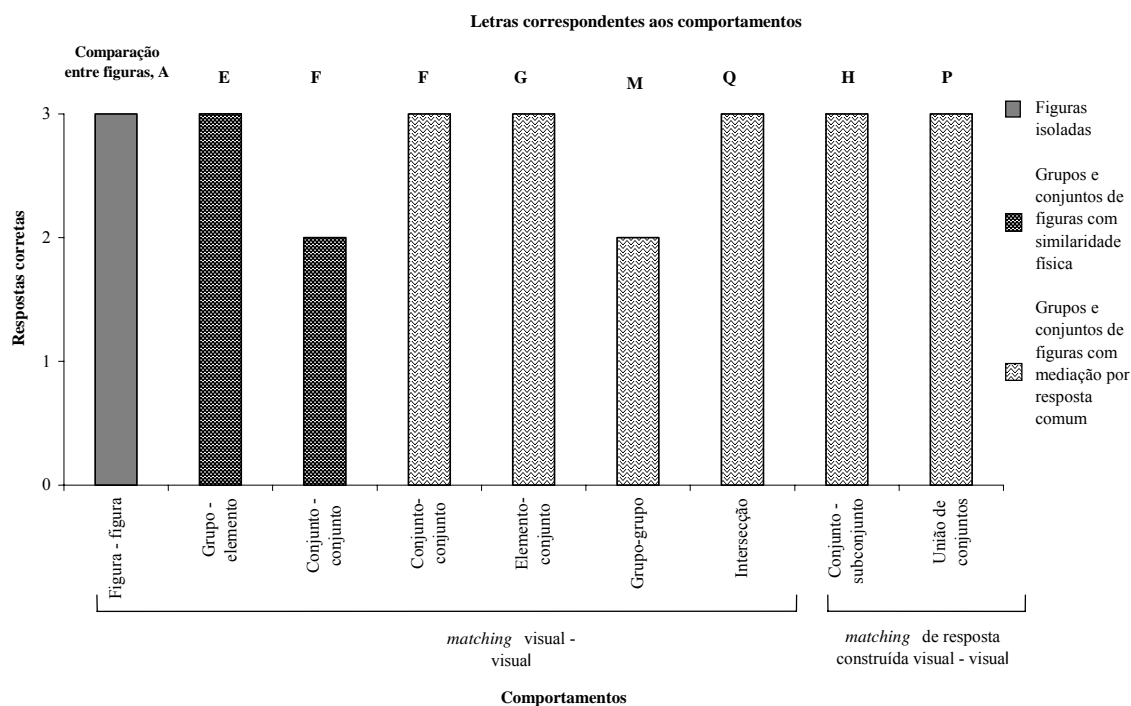 Letras correspondentes aos comportamentos
Comparação
entre figuras, A
E
F
F
G
M
Q
H
P
Respostas corretas
3
2
1
0
Figuras
isoladas
Grupos e
conjuntos de
figuras com
similaridade
física
Grupos e
conjuntos de
figuras com
mediação por
resposta
comum
Figura - figura
Grupo -
elemento
Conjunto -
conjunto
Conjunto-
conjunto
Elemento-
conjunto
Grupo-grupo
Intersecção
Conjunto -
subconjunto
União de
conjuntos
matching visual -
visual
matching de resposta
construída visual - visual
Comportamentos